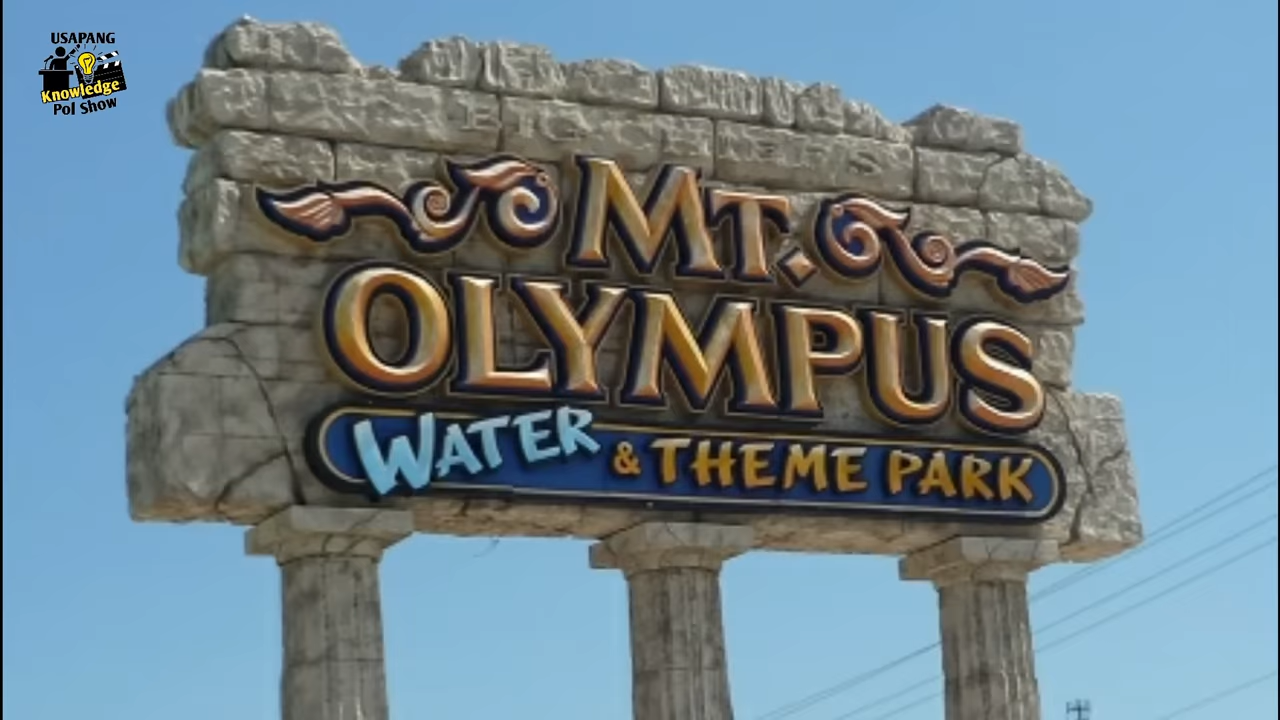 USAPANG
Knowledge
Pol Show
MT.
OLYMPUS
WATER & THEME PARK